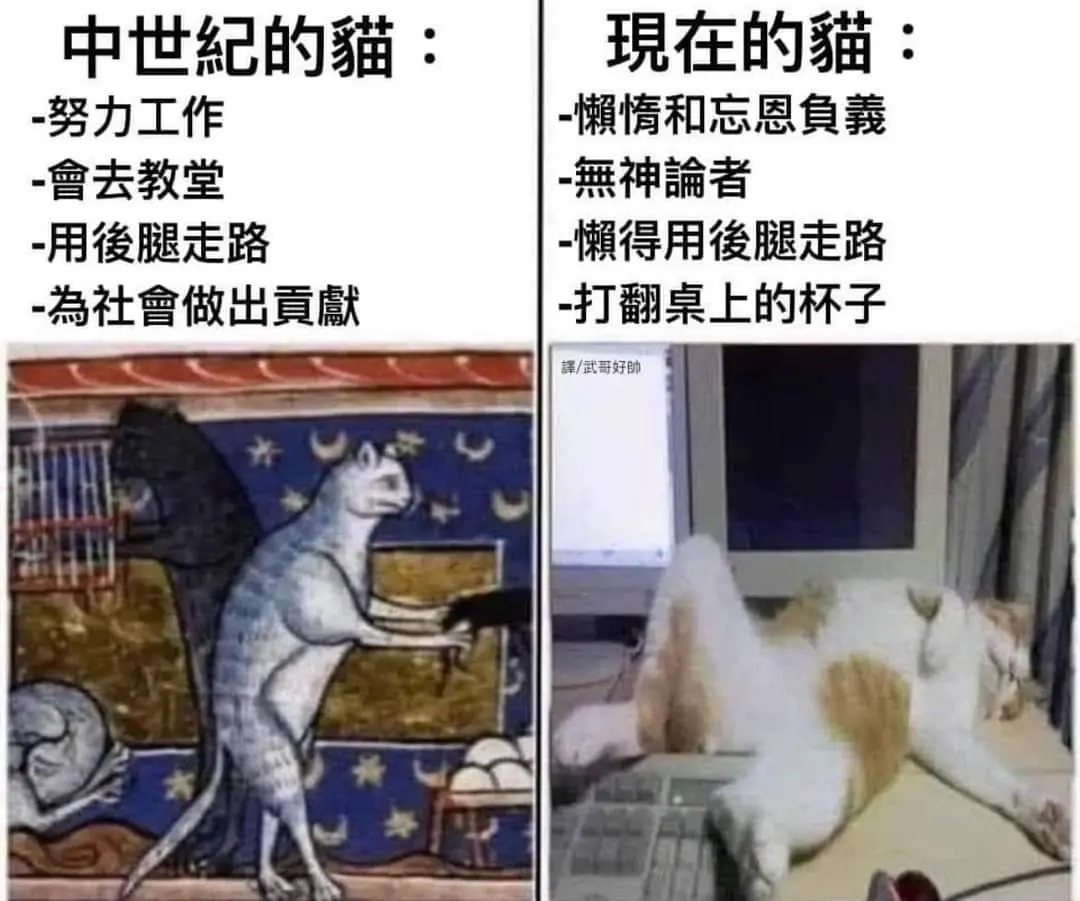 中世紀的貓：
-努力工作
-會去教堂
-用後腿走路
-為社會做出貢獻
現在的貓：
-懶惰和忘恩負義
-無神論者
-懶得用後腿走路
-打翻桌上的杯子
譯/武哥好帥